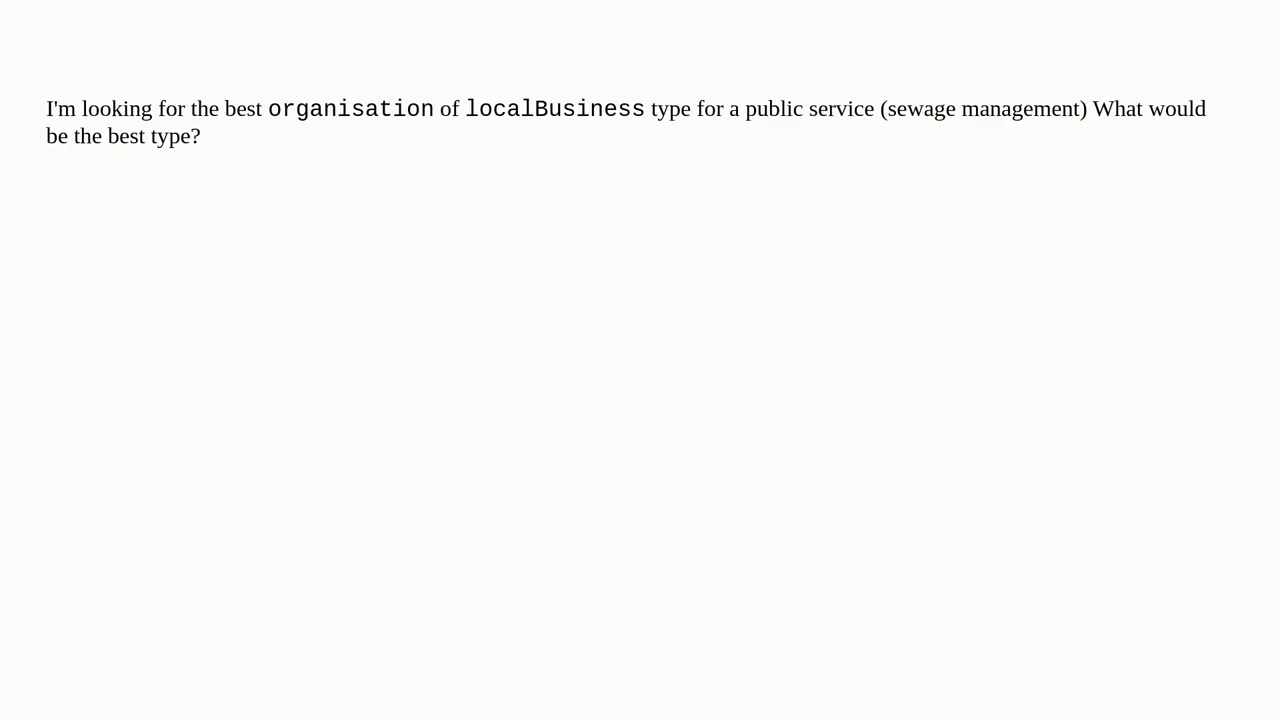 I'm looking for the best organisation of localBusiness type for a public service (sewage management) What would
be the best type?